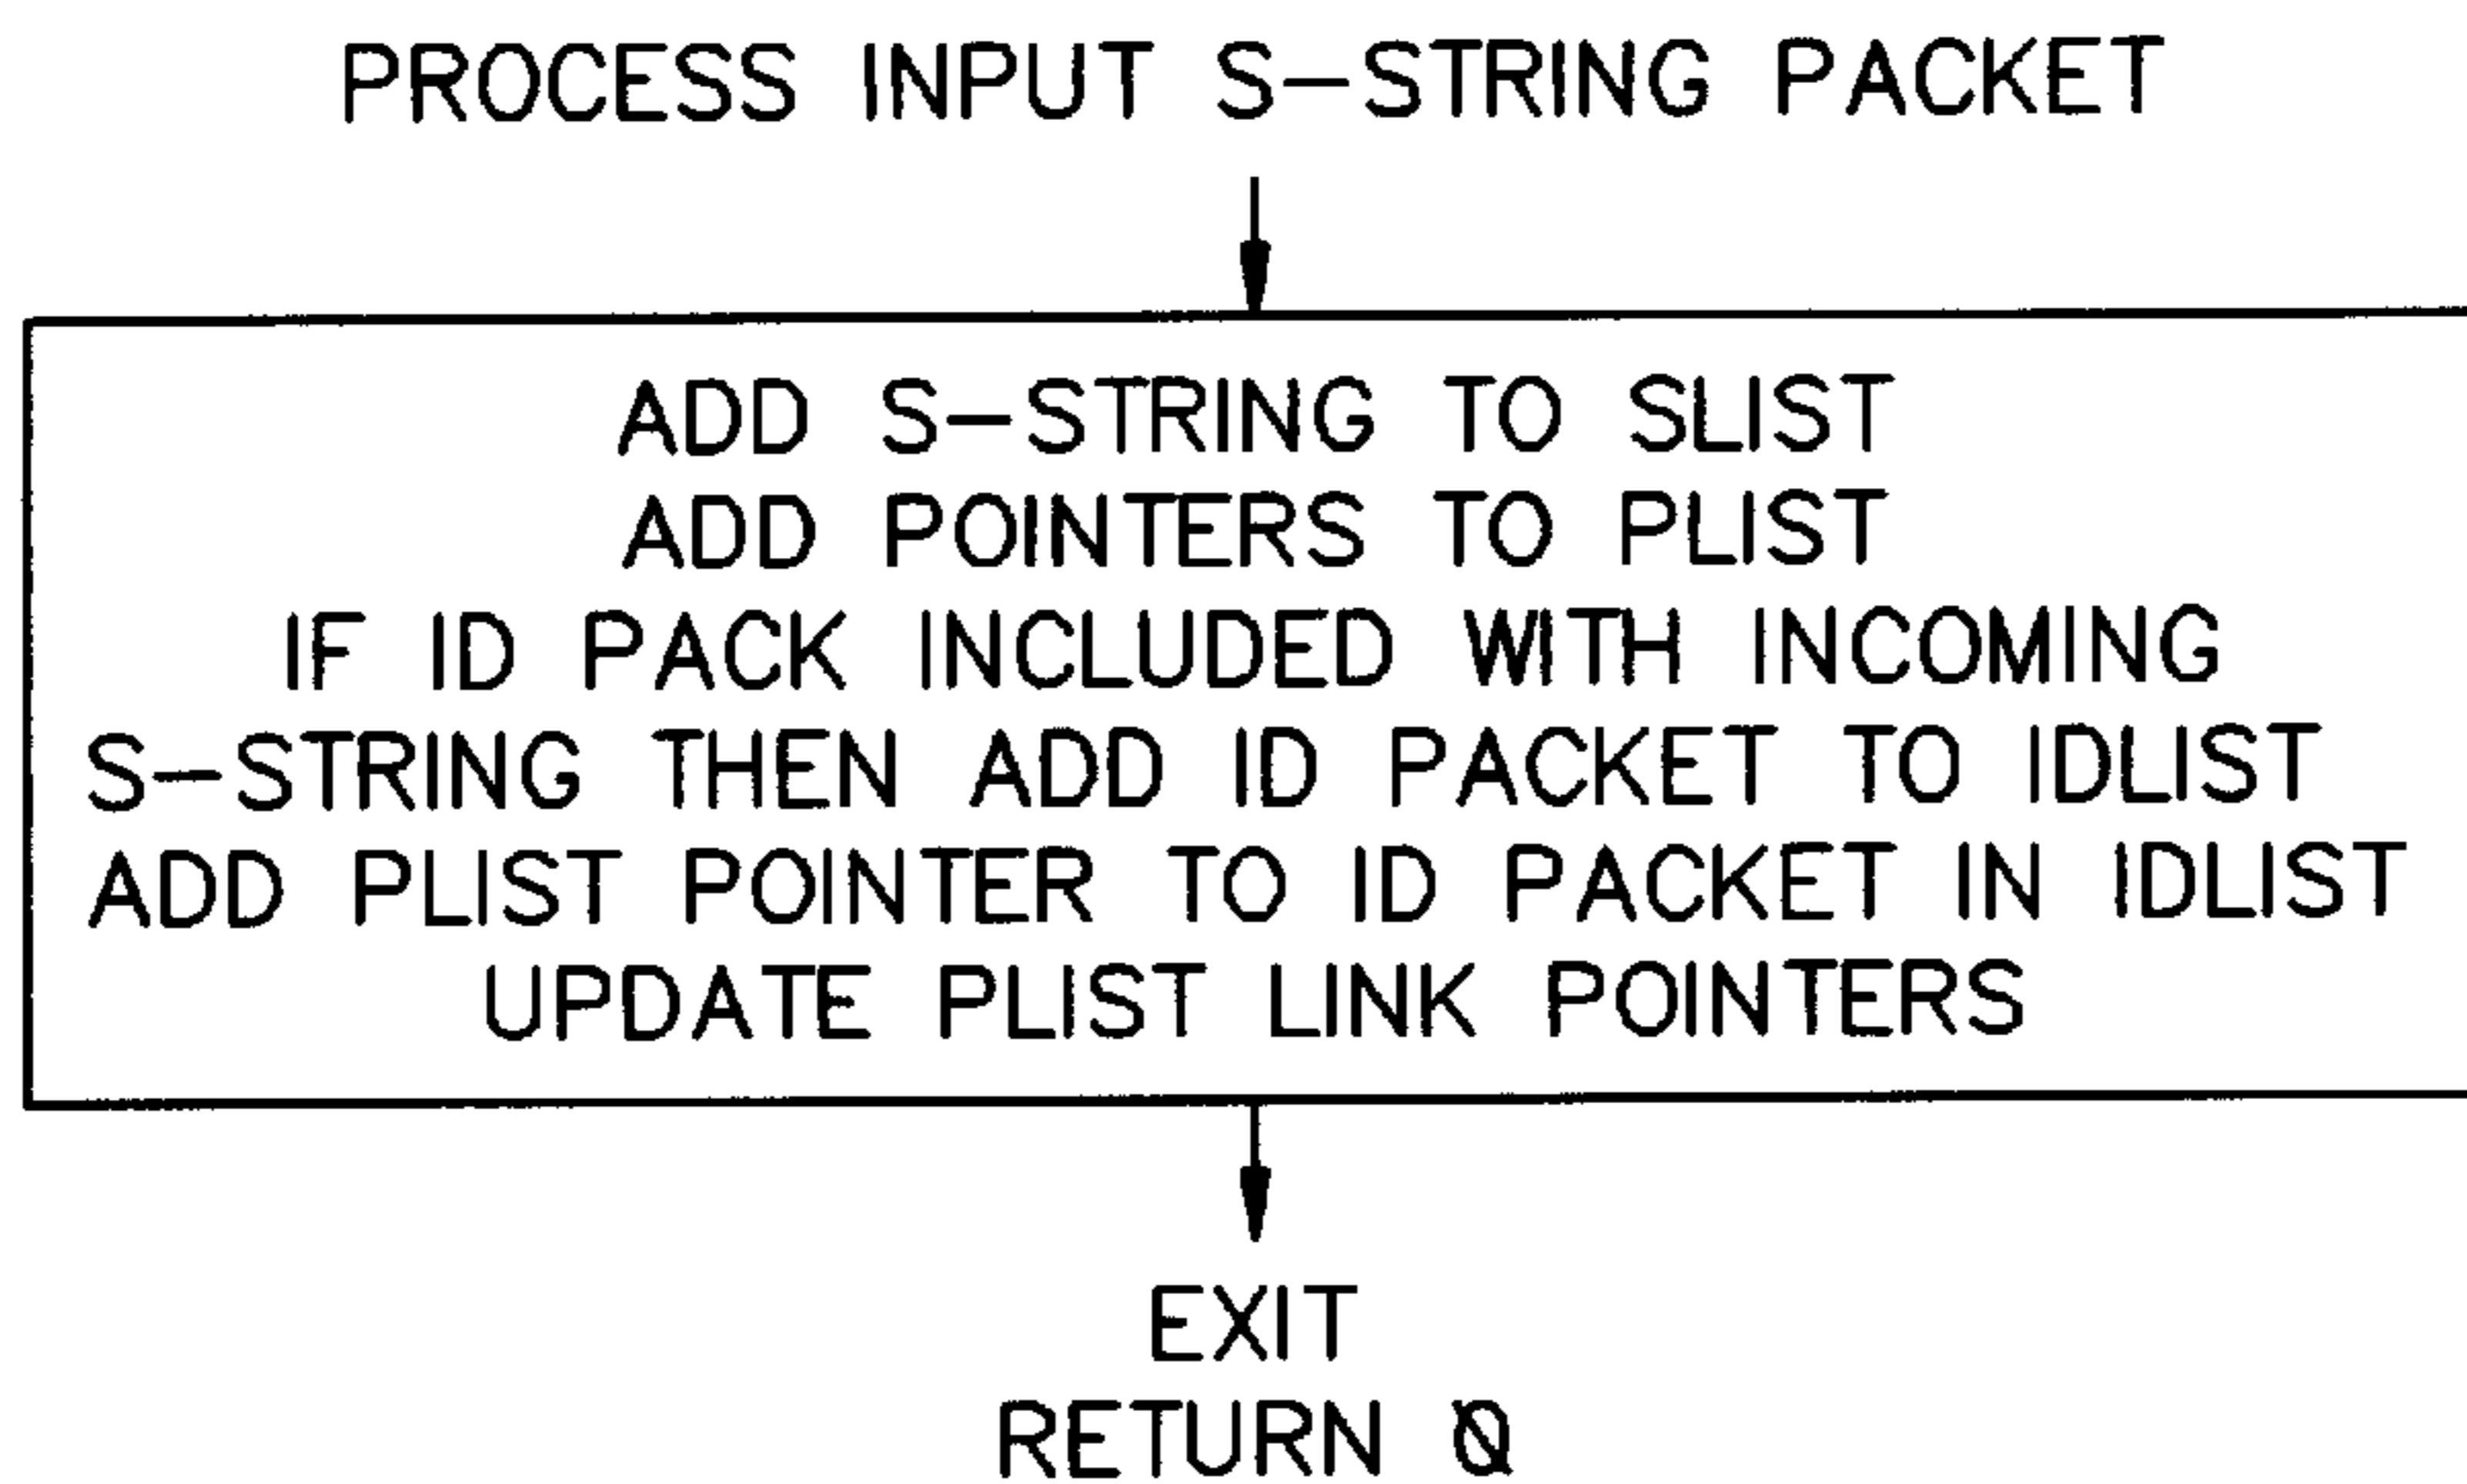 PROCESS INPUT S-STRING PACKET
ADD S-STRING TO SLIST
ADD POINTERS TO PLIST
IF ID PACK INCLUDED WITH INCOMING
S-STRING THEN ADD ID PACKET TO IDLIST
ADD PLIST POINTER TO ID PACKET IN IDLIST
UPDATE PLIST LINK POINTERS
EXIT
RETURN 0